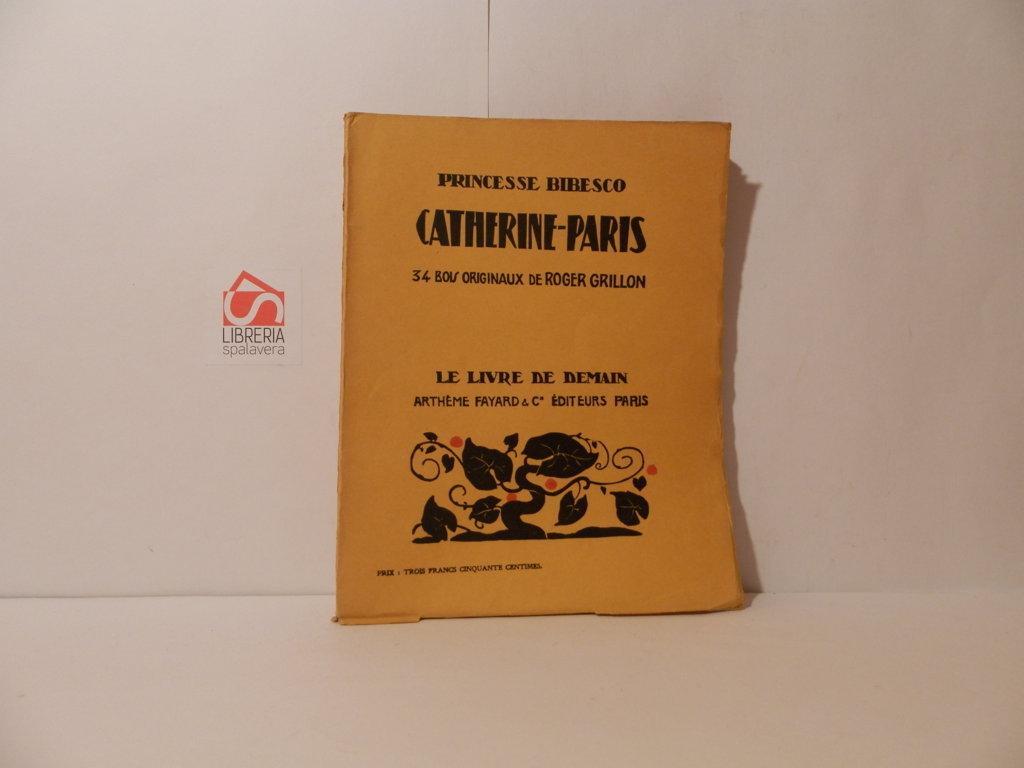 PRINCESSE BIBESCO
CATHERINE-PARIS
34 BOIS ORIGINAUX DE ROGER GRILLON
LE LIVRE DE DEMAIN
ARTHÈME FAYARD & Cie ÉDITEURS PARIS
PRIX : TROIS FRANCS CINQUANTE CENTIMES.
LIBRERIA
spalavera